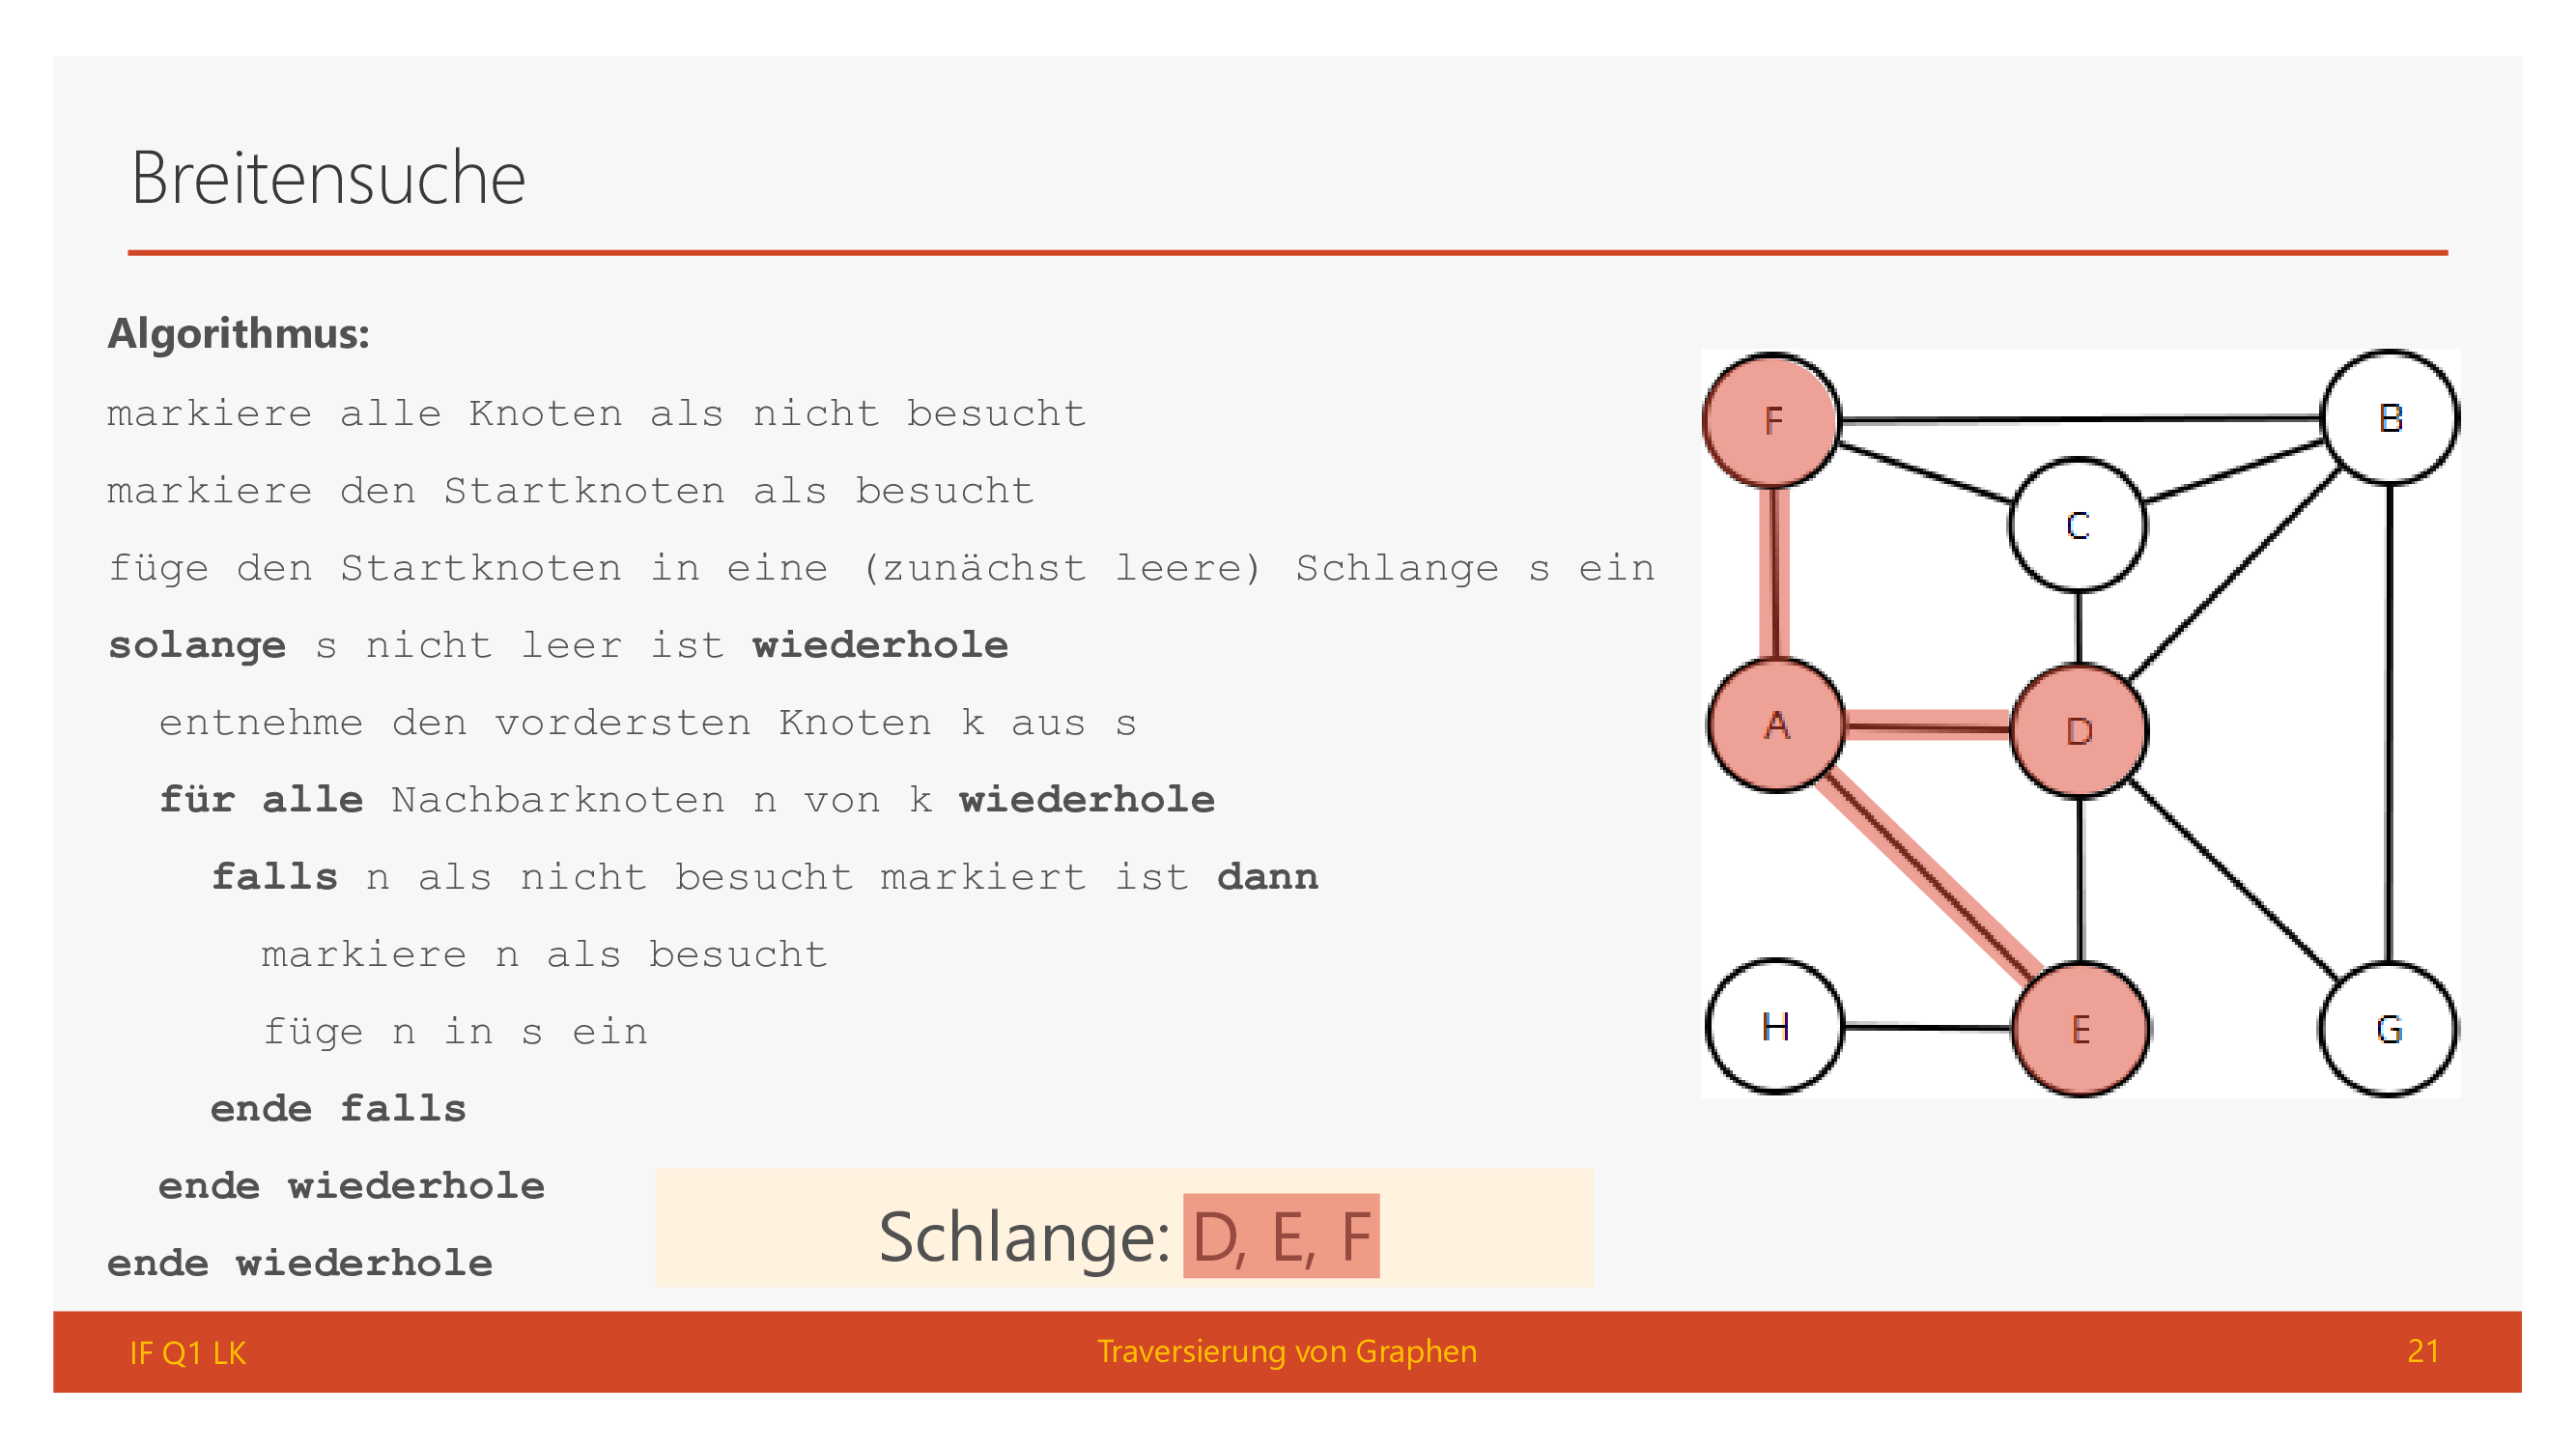 Breitensuche
Algorithmus:
markiere alle Knoten als nicht besucht
markiere den Startknoten als besucht
füge den Startknoten in eine (zunächst leere) Schlange s ein
solange s nicht leer ist wiederhole
entnehme den vordersten Knoten k aus s
für alle Nachbarknoten n von k wiederhole
falls n als nicht besucht markiert ist dann
markiere n als besucht
füge n in s ein
ende falls
ende wiederhole
ende wiederhole
Schlange: D, E, F
F
B
C
A
D
H
E
G
IF Q1 LK
Traversierung von Graphen
21